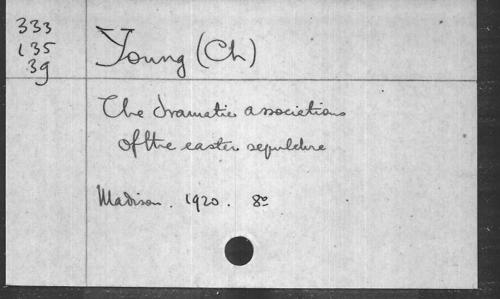 333
135
39
Young (Ch)
The dramatic associations
of the easter sepulchre
Madison. 1920. 8º